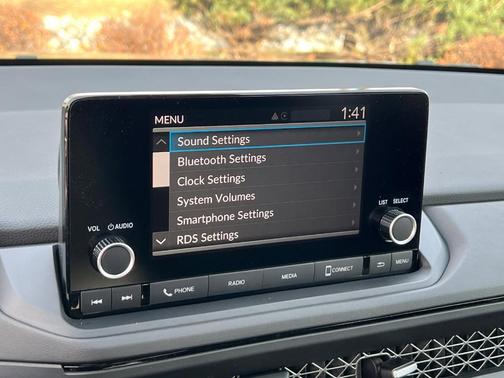 MENU 1:41
Sound Settings
Bluetooth Settings
Clock Settings
System Volumes
Smartphone Settings
RDS Settings
VOL AUDIO
LIST SELECT
PHONE RADIO MEDIA CONNECT MENU